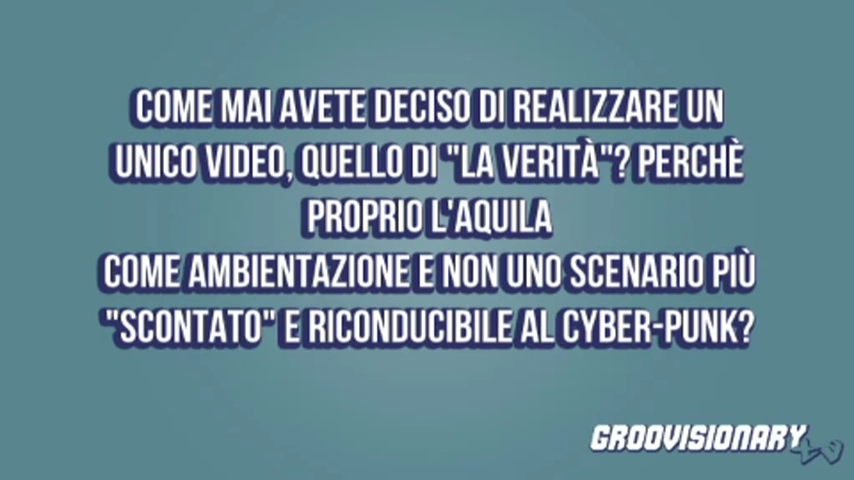 COME MAI AVETE DECISO DI REALIZZARE UN
UNICO VIDEO, QUELLO DI "LA VERITÀ"? PERCHÈ
PROPRIO L'AQUILA
COME AMBIENTAZIONE E NON UNO SCENARIO PIÙ
"SCONTATO" E RICONDUCIBILE AL CYBER-PUNK?
GROOVISIONARY
tv